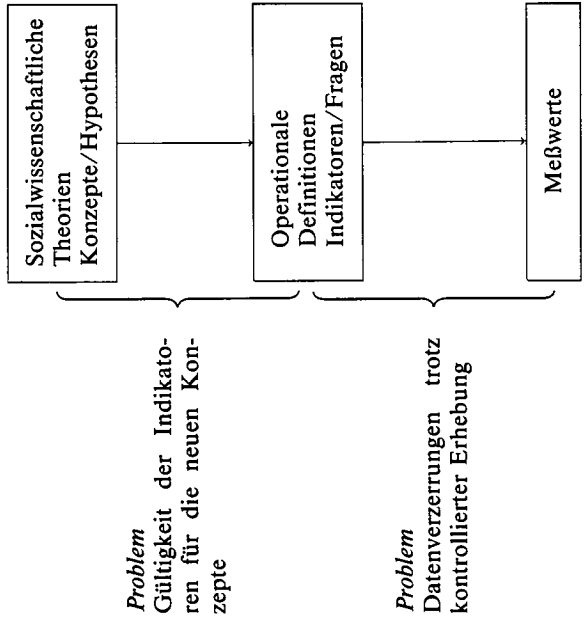 Sozialwissenschaftliche
Theorien
Konzepte/Hypothesen
Problem
Gültigkeit der Indikato-
ren für die neuen Kon-
zepte
Operationale
Definitionen
Indikatoren/Fragen
Problem
Datenverzerrungen trotz
kontrollierter Erhebung
Meßwerte